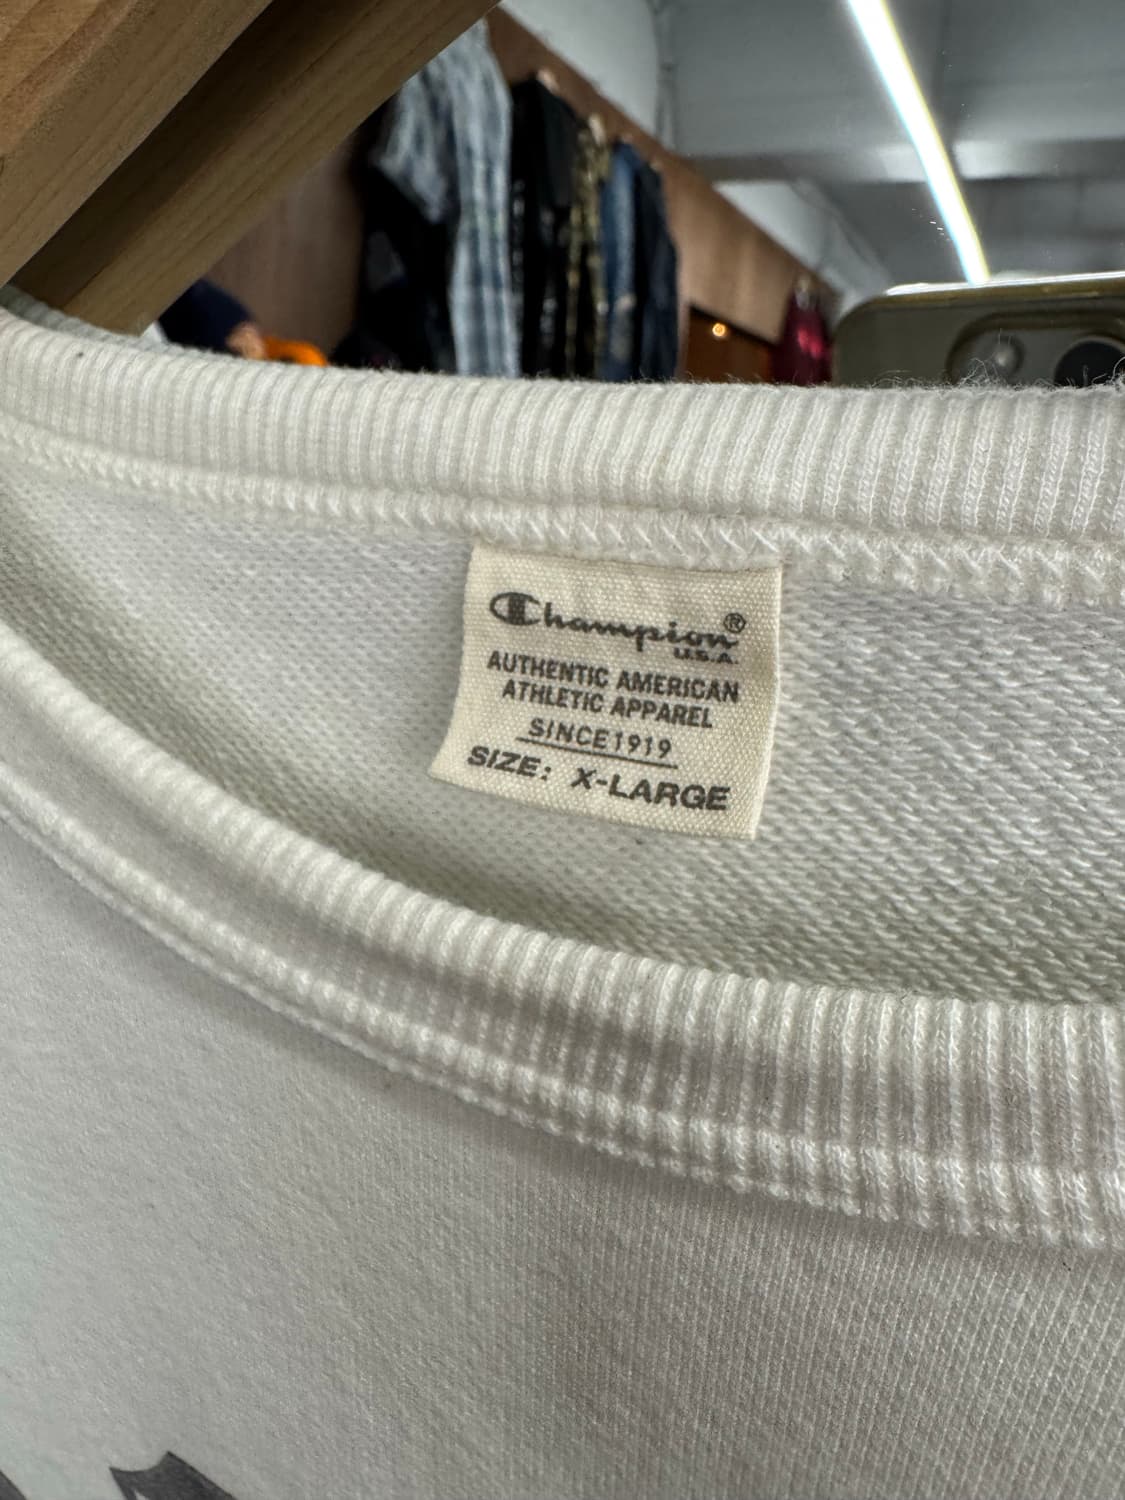 Champion®
U.S.A.
AUTHENTIC AMERICAN
ATHLETIC APPAREL
SINCE1919
SIZE: X-LARGE